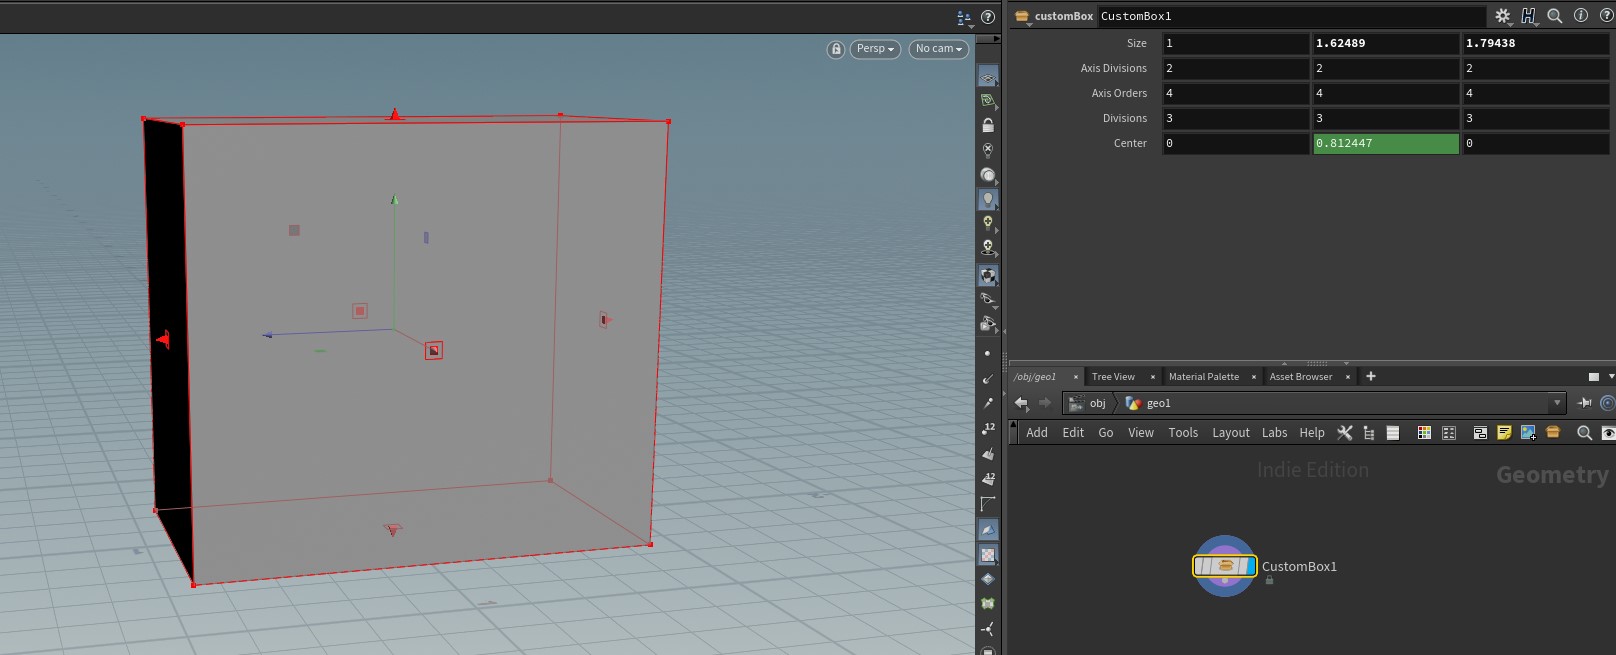 customBox CustomBox1
Persp No cam
Size 1 1.62489 1.79438
Axis Divisions 2 2 2
Axis Orders 4 4 4
Divisions 3 3 3
Center 0 0.812447 0
12
12
/obj/geo1 Tree View Material Palette Asset Browser
obj geo1
Add Edit Go View Tools Layout Labs Help
Indie Edition Geometry
CustomBox1